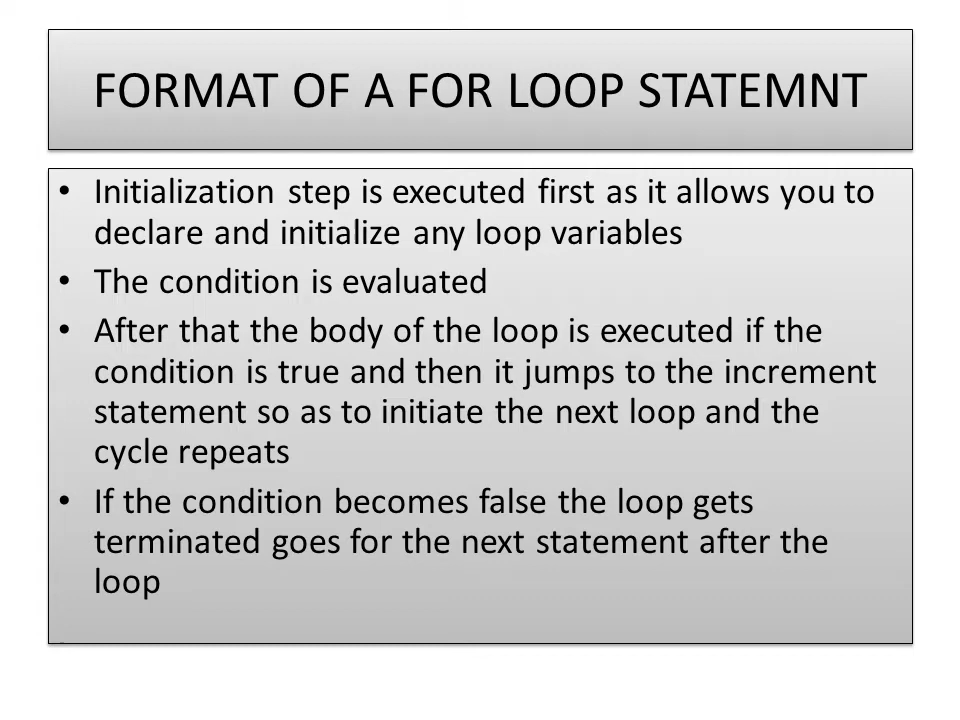 FORMAT OF A FOR LOOP STATEMNT
• Initialization step is executed first as it allows you to
declare and initialize any loop variables
• The condition is evaluated
• After that the body of the loop is executed if the
condition is true and then it jumps to the increment
statement so as to initiate the next loop and the
cycle repeats
• If the condition becomes false the loop gets
terminated goes for the next statement after the
loop